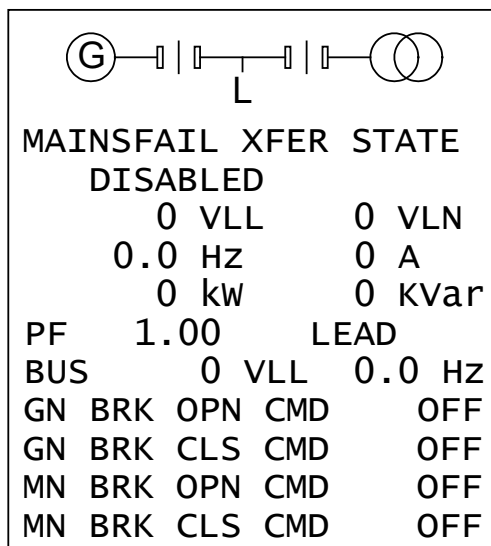 G
L
MAINSFAIL XFER STATE
DISABLED
0 VLL 0 VLN
0.0 Hz 0 A
0 kW 0 KVar
PF 1.00 LEAD
BUS 0 VLL 0.0 Hz
GN BRK OPN CMD OFF
GN BRK CLS CMD OFF
MN BRK OPN CMD OFF
MN BRK CLS CMD OFF